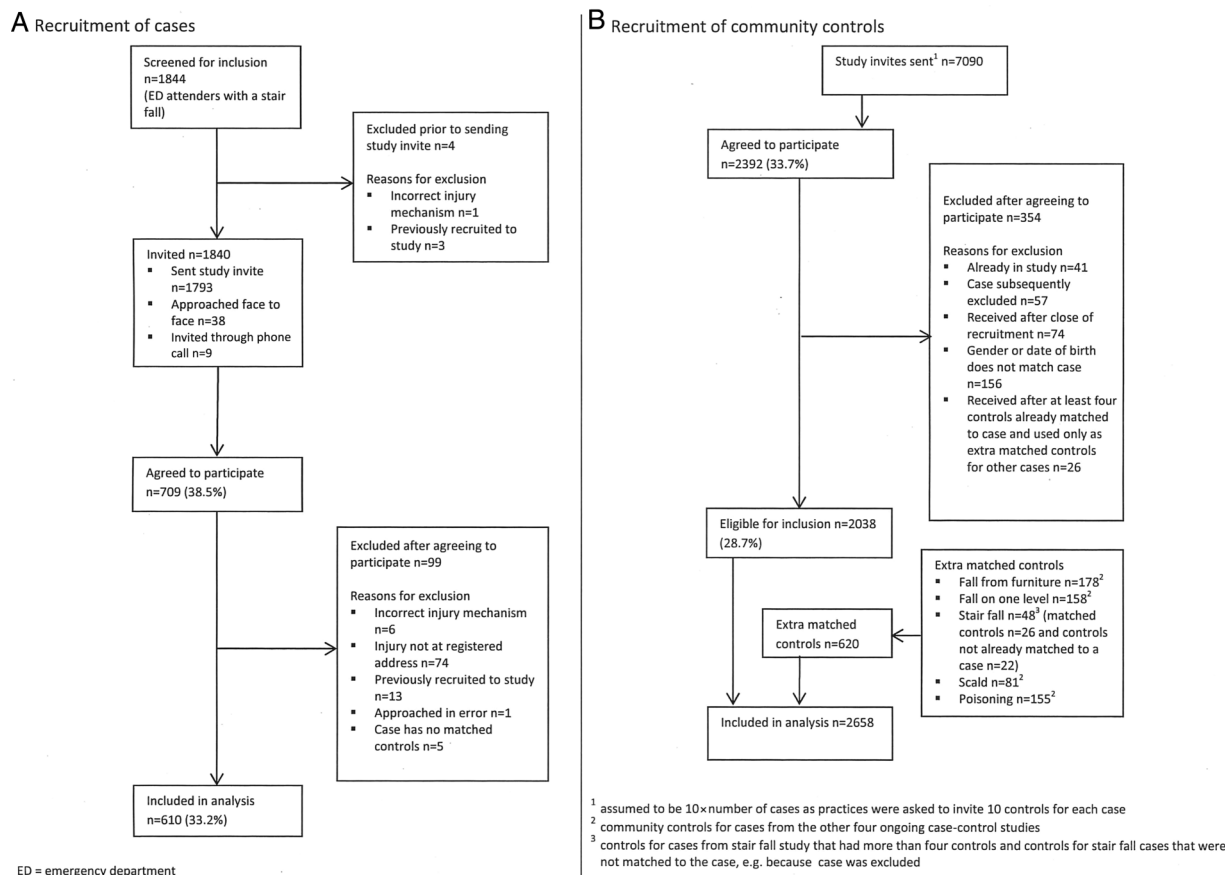 A Recruitment of cases
Screened for inclusion
n=1844
(ED attenders with a stair
fall)
Excluded prior to sending
study invite n=4
Reasons for exclusion
▪ Incorrect injury
mechanism n=1
▪ Previously recruited to
study n=3
Invited n=1840
▪ Sent study invite
n=1793
▪ Approached face to
face n=38
▪ Invited through phone
call n=9
Agreed to participate
n=709 (38.5%)
Excluded after agreeing to
participate n=99
Reasons for exclusion
▪ Incorrect injury mechanism
n=6
▪ Injury not at registered
address n=74
▪ Previously recruited to study
n=13
▪ Approached in error n=1
▪ Case has no matched
controls n=5
Included in analysis
n=610 (33.2%)
ED = emergency department
B Recruitment of community controls
Study invites sent¹ n=7090
Agreed to participate
n=2392 (33.7%)
Excluded after agreeing to
participate n=354
Reasons for exclusion
▪ Already in study n=41
▪ Case subsequently
excluded n=57
▪ Received after close of
recruitment n=74
▪ Gender or date of birth
does not match case
n=156
▪ Received after at least four
controls already matched
to case and used only as
extra matched controls
for other cases n=26
Eligible for inclusion n=2038
(28.7%)
Extra matched controls
▪ Fall from furniture n=178²
▪ Fall on one level n=158²
▪ Stair fall n=48³ (matched
controls n=26 and controls
not already matched to a
case n=22)
▪ Scald n=81²
▪ Poisoning n=155²
Extra matched
controls n=620
Included in analysis n=2658
¹ assumed to be 10×number of cases as practices were asked to invite 10 controls for each case
² community controls for cases from the other four ongoing case-control studies
³ controls for cases from stair fall study that had more than four controls and controls for stair fall cases that were
not matched to the case, e.g. because case was excluded